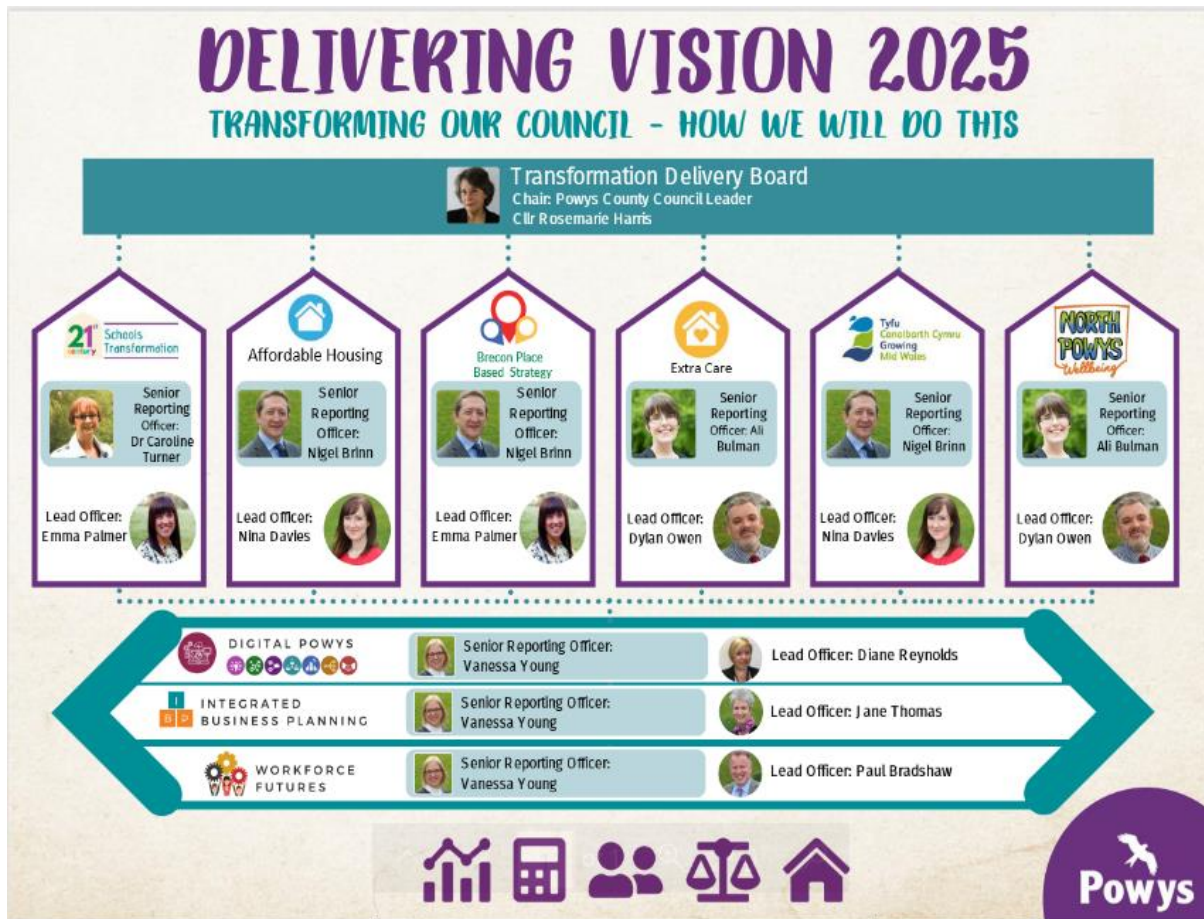 DELIVERING VISION 2025
TRANSFORMING OUR COUNCIL - HOW WE WILL DO THIS
Transformation Delivery Board
Chair: Powys County Council Leader
Cllr Rosemarie Harris
21st
century
Schools
Transformation
Senior
Reporting
Officer:
Dr Caroline
Turner
Lead Officer:
Emma Palmer
Affordable Housing
Senior
Reporting
Officer:
Nigel Brinn
Lead Officer:
Nina Davies
Brecon Place
Based Strategy
Senior
Reporting
Officer:
Nigel Brinn
Lead Officer:
Emma Palmer
Extra Care
Senior
Reporting
Officer: Ali
Bulman
Lead Officer:
Dylan Owen
Tyfu
Canolbarth Cymru
Growing
Mid Wales
Senior
Reporting
Officer:
Nigel Brinn
Lead Officer:
Nina Davies
NORTH
POWYS
Wellbeing
Senior
Reporting
Officer:
Ali Bulman
Lead Officer:
Dylan Owen
DIGITAL POWYS
Senior Reporting Officer:
Vanessa Young
Lead Officer: Diane Reynolds
I
B P
INTEGRATED
BUSINESS PLANNING
Senior Reporting Officer:
Vanessa Young
Lead Officer: Jane Thomas
WORKFORCE
FUTURES
Senior Reporting Officer:
Vanessa Young
Lead Officer: Paul Bradshaw
Powys